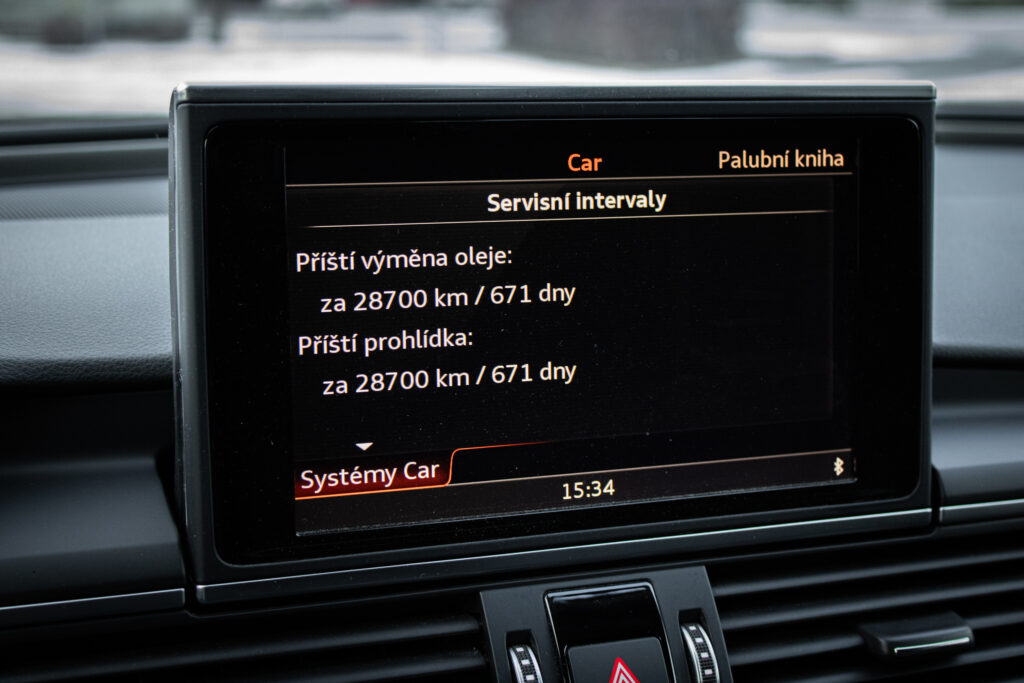 Car
Palubní kniha
Servisní intervaly
Příští výměna oleje:
za 28700 km / 671 dny
Příští prohlídka:
za 28700 km / 671 dny
Systémy Car
15:34